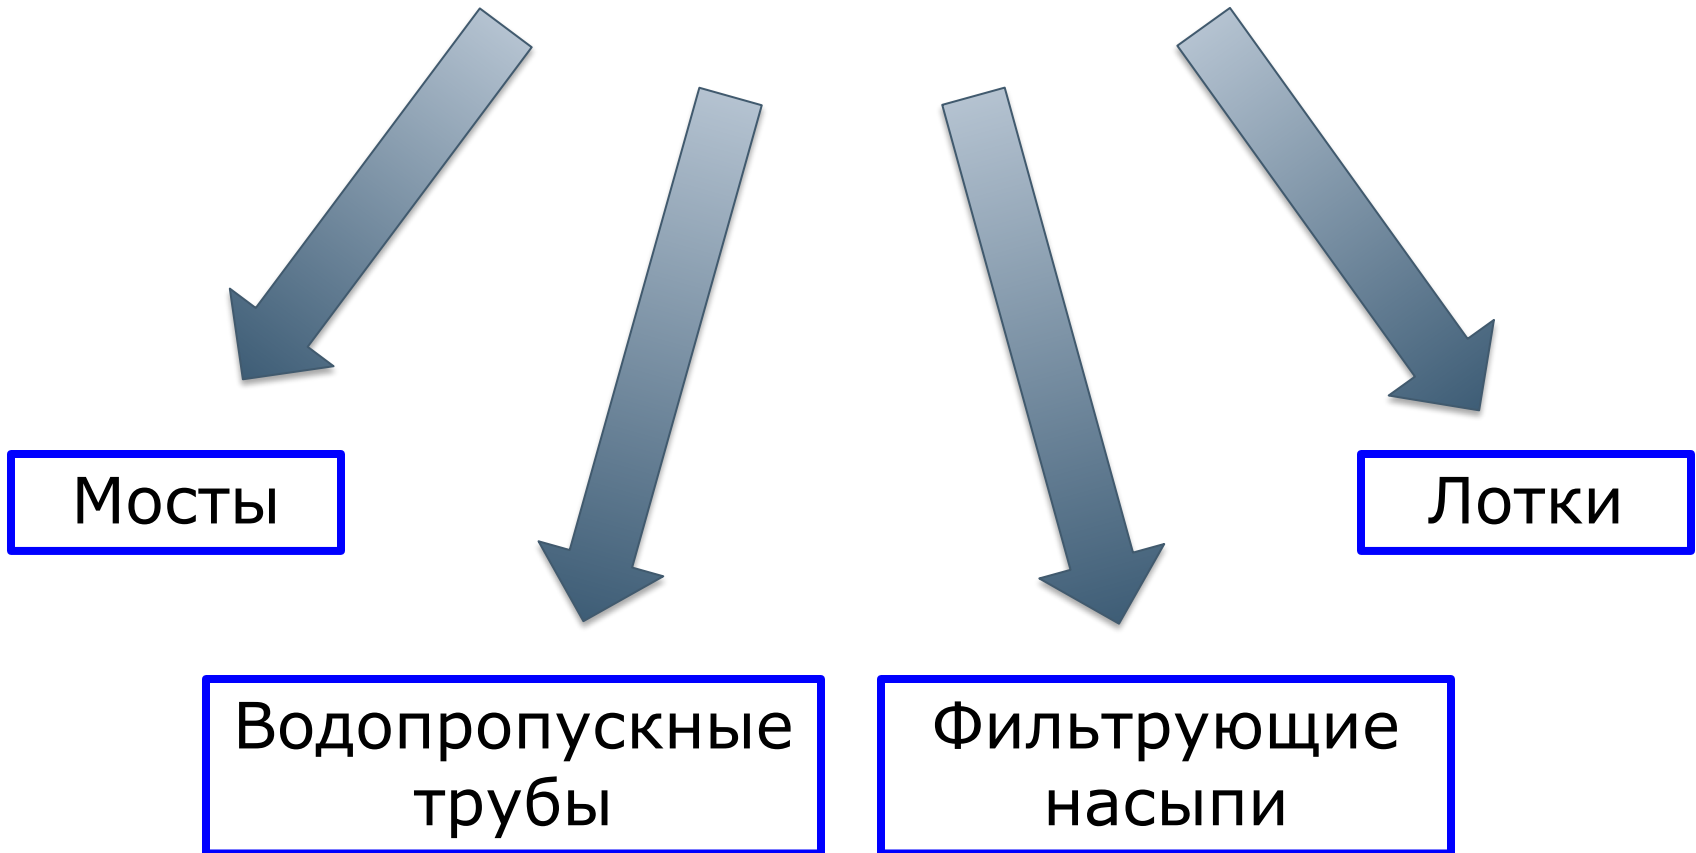 Мосты
Лотки
Водопропускные
трубы
Фильтрующие
насыпи